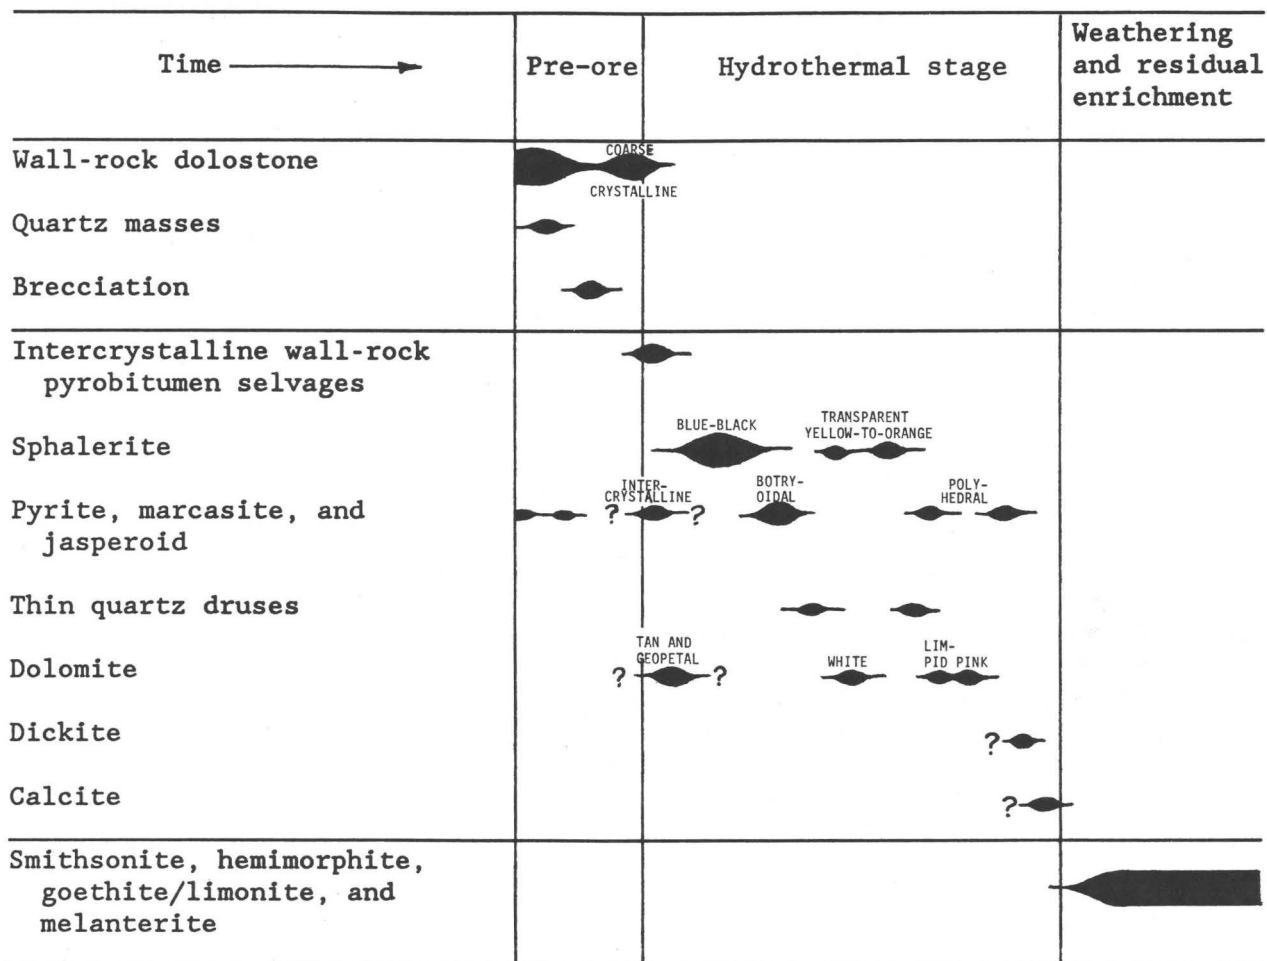 Time
Pre-ore
Hydrothermal stage
Weathering
and residual
enrichment
Wall-rock dolostone
COARSE
CRYSTALLINE
Quartz masses
Brecciation
Intercrystalline wall-rock
pyrobitumen selvages
Sphalerite
BLUE-BLACK
TRANSPARENT
YELLOW-TO-ORANGE
Pyrite, marcasite, and
jasperoid
?
INTER-
CRYSTALLINE
?
BOTRY-
OIDAL
POLY-
HEDRAL
Thin quartz druses
Dolomite
?
TAN AND
GEOPETAL
?
WHITE
LIM-
PID PINK
Dickite
?
Calcite
?
Smithsonite, hemimorphite,
goethite/limonite, and
melanterite